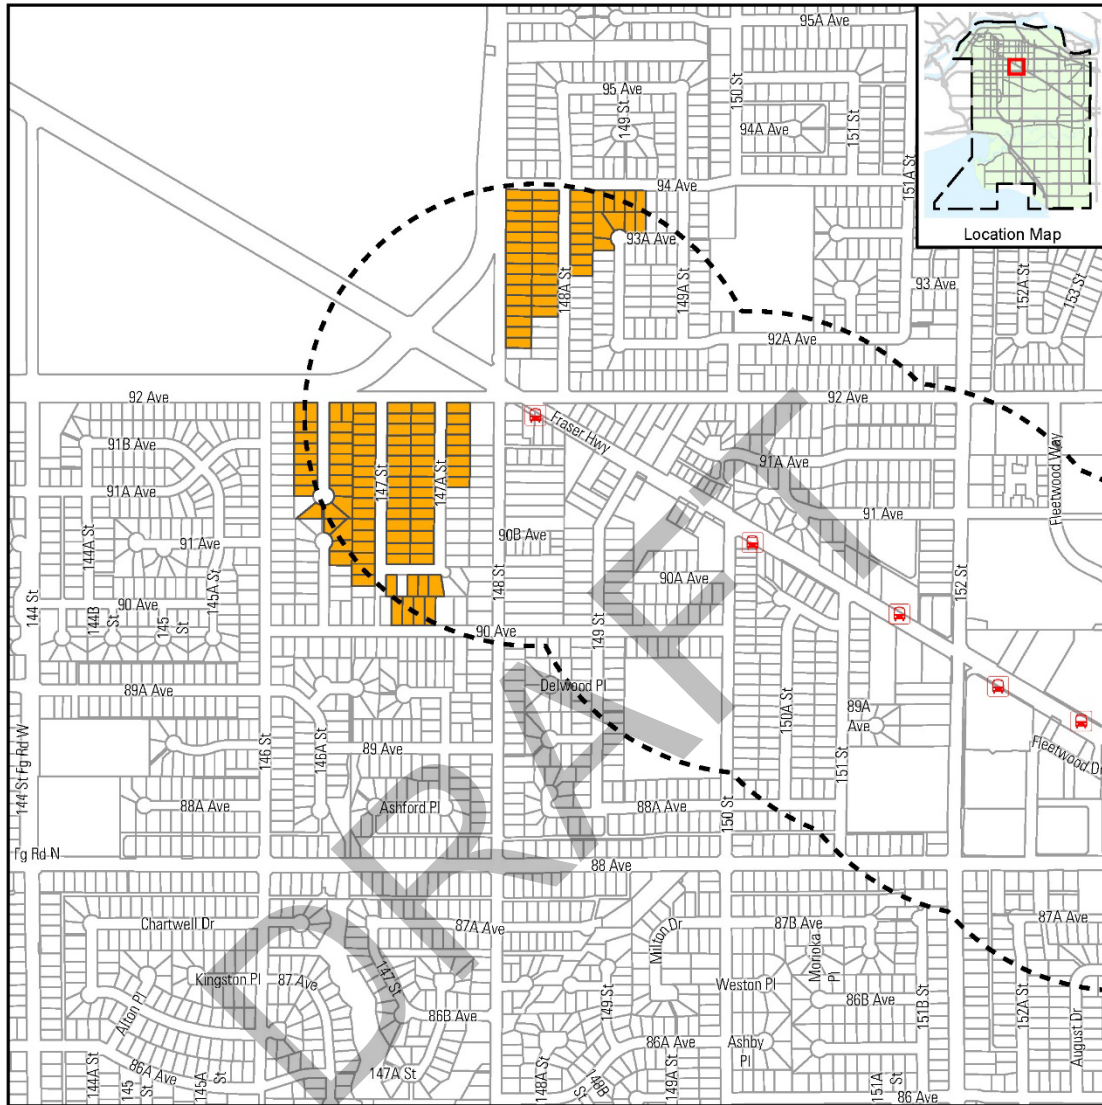 95A Ave
95 Ave
149 St
150 St
94A Ave
151 St
151A St
94 Ave
Location Map
93A Ave
148A St
149A St
93 Ave
152A St
153 St
92A Ave
92 Ave
92 Ave
Fraser Hwy
91B Ave
91A Ave
147 St
147A St
91A Ave
Fleetwood Way
144A St
91 Ave
90B Ave
91 Ave
145A St
148 St
90A Ave
152 St
144 St
90 Ave
144B
St
145
St
90 Ave
149 St
89A Ave
Delwood Pl
150A St
89A
Ave
144 St Fg Rd W
146 St
146A St
89 Ave
151 St
Fleetwood Dr
88A Ave
Ashford Pl
88A Ave
150 St
Fg Rd N
88 Ave
Chartwell Dr
87A Ave
Milton Dr
87B Ave
87A Ave
Morioka
Pl
Kingston Pl
87 Ave
147 St
Weston Pl
Alton Pl
86B Ave
149 St
86B Ave
151B St
152A St
August Dr
86A Ave
Ashby
Pl
86A Ave
144A St
145
St
145A
St
147A St
148A St
148B
St
149A St
151A
St
86 Ave
DRAFT